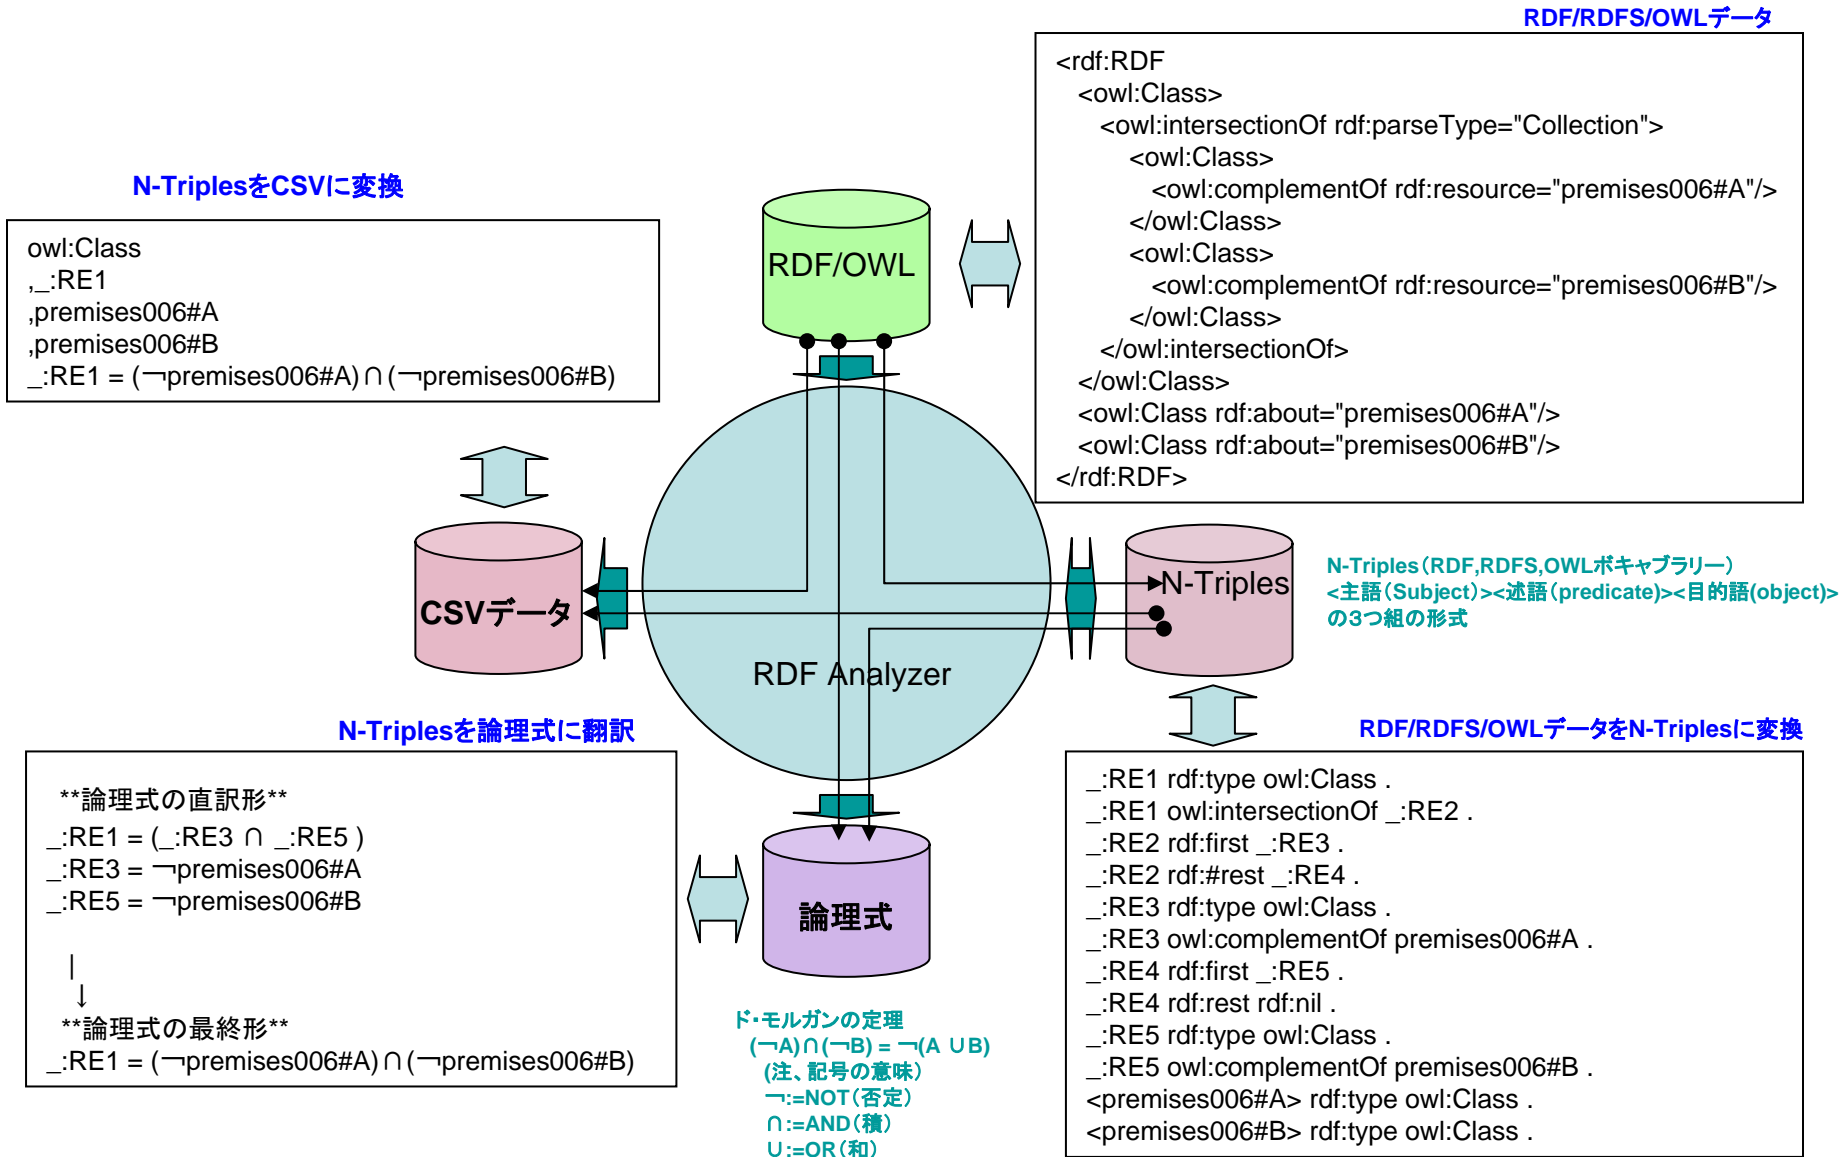 RDF/RDFS/OWLデータ
<rdf:RDF
<owl:Class>
<owl:intersectionOf rdf:parseType="Collection">
<owl:Class>
<owl:complementOf rdf:resource="premises006#A"/>
</owl:Class>
<owl:Class>
<owl:complementOf rdf:resource="premises006#B"/>
</owl:Class>
</owl:intersectionOf>
</owl:Class>
<owl:Class rdf:about="premises006#A"/>
<owl:Class rdf:about="premises006#B"/>
</rdf:RDF>
N-TriplesをCSVに変換
owl:Class
,_:RE1
,premises006#A
,premises006#B
_:RE1 = (￢premises006#A)∩(￢premises006#B)
RDF/OWL
CSVデータ
N-Triples
RDF Analyzer
N-Triples（RDF,RDFS,OWLボキャブラリー）
<主語（Subject）><述語（predicate)><目的語(object)>
の３つ組の形式
N-Triplesを論理式に翻訳
**論理式の直訳形**
_:RE1 = (_:RE3 ∩ _:RE5 )
_:RE3 = ￢premises006#A
_:RE5 = ￢premises006#B
｜
↓
**論理式の最終形**
_:RE1 = (￢premises006#A)∩(￢premises006#B)
論理式
ド・モルガンの定理
(￢A)∩(￢B) = ￢(A ∪B)
(注、記号の意味）
￢:=NOT（否定）
∩:=AND（積）
∪:=OR（和）
RDF/RDFS/OWLデータをN-Triplesに変換
_:RE1 rdf:type owl:Class .
_:RE1 owl:intersectionOf _:RE2 .
_:RE2 rdf:first _:RE3 .
_:RE2 rdf:#rest _:RE4 .
_:RE3 rdf:type owl:Class .
_:RE3 owl:complementOf premises006#A .
_:RE4 rdf:first _:RE5 .
_:RE4 rdf:rest rdf:nil .
_:RE5 rdf:type owl:Class .
_:RE5 owl:complementOf premises006#B .
<premises006#A> rdf:type owl:Class .
<premises006#B> rdf:type owl:Class .